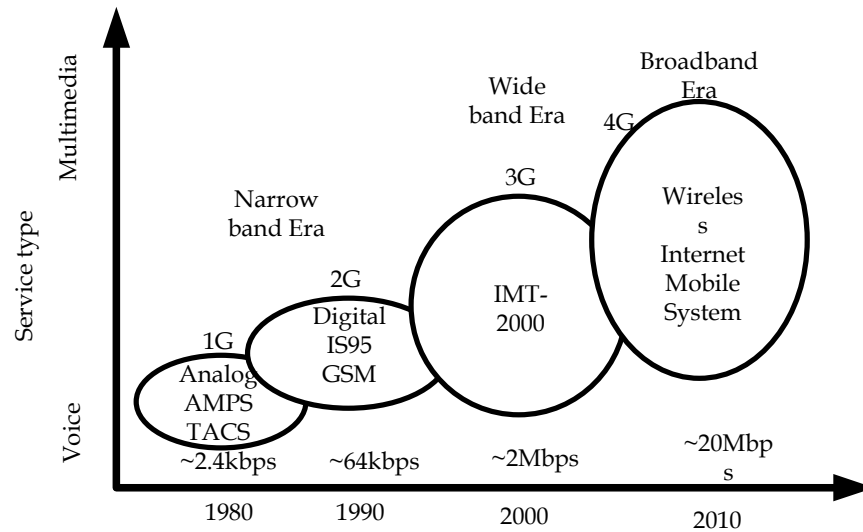 Broadband
Era
Wide
band Era
4G
3G
Narrow
band Era
2G
1G
Wireles
s
Internet
Mobile
System
IMT-
2000
Digital
IS95
GSM
Analog
AMPS
TACS
Multimedia
Service type
Voice
~2.4kbps
~64kbps
~2Mbps
~20Mbp
s
1980
1990
2000
2010